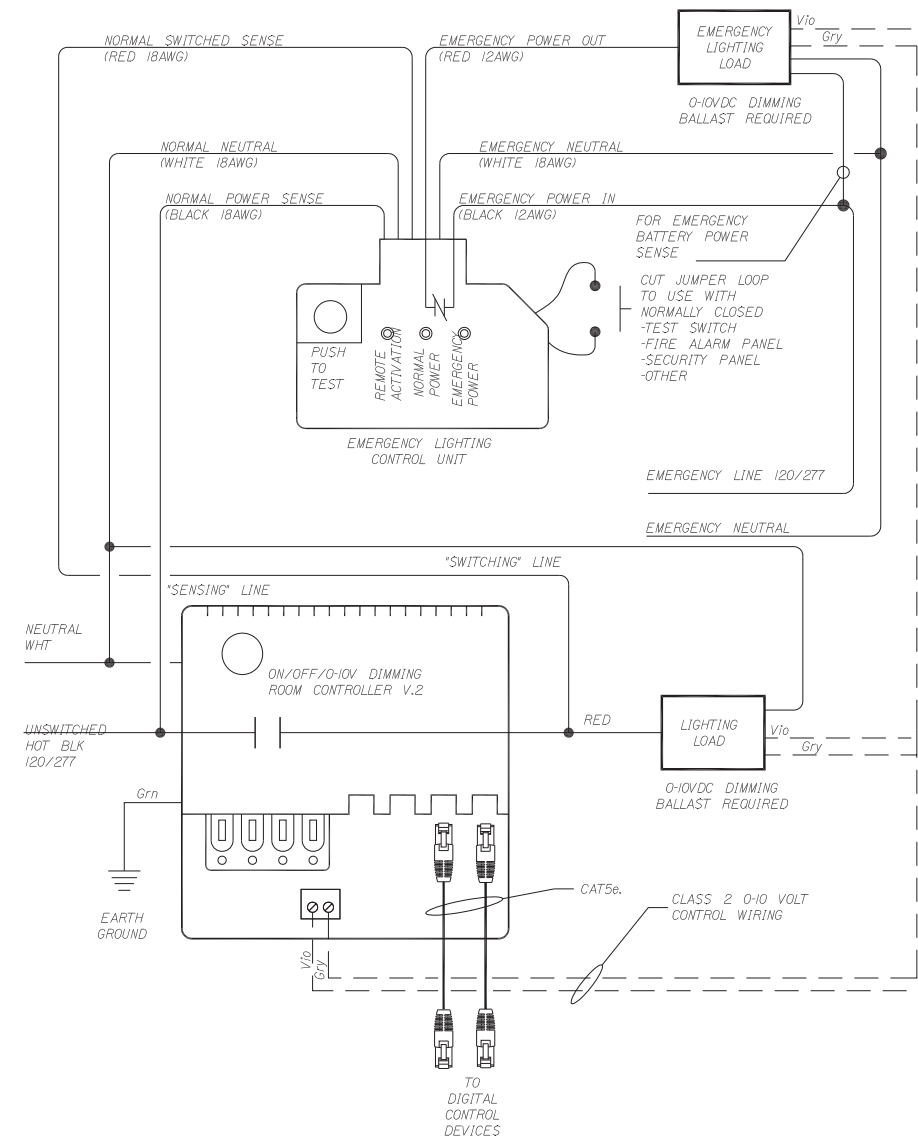 NORMAL SWITCHED SENSE
(RED 18AWG)
EMERGENCY POWER OUT
(RED 12AWG)
EMERGENCY
LIGHTING
LOAD
Vio
Gry
0-10VDC DIMMING
BALLAST REQUIRED
NORMAL NEUTRAL
(WHITE 18AWG)
EMERGENCY NEUTRAL
(WHITE 18AWG)
NORMAL POWER SENSE
(BLACK 18AWG)
EMERGENCY POWER IN
(BLACK 12AWG)
FOR EMERGENCY
BATTERY POWER
SENSE
CUT JUMPER LOOP
TO USE WITH
NORMALLY CLOSED
-TEST SWITCH
-FIRE ALARM PANEL
-SECURITY PANEL
-OTHER
PUSH
TO
TEST
REMOTE
ACTIVATION
NORMAL
POWER
EMERGENCY
POWER
EMERGENCY LIGHTING
CONTROL UNIT
EMERGENCY LINE 120/277
EMERGENCY NEUTRAL
"SWITCHING" LINE
"SENSING" LINE
NEUTRAL
WHT
ON/OFF/0-10V DIMMING
ROOM CONTROLLER V.2
UNSWITCHED
HOT BLK
120/277
RED
LIGHTING
LOAD
Vio
Gry
0-10VDC DIMMING
BALLAST REQUIRED
Grn
EARTH
GROUND
CAT5e.
CLASS 2 0-10 VOLT
CONTROL WIRING
Vio
Gry
TO
DIGITAL
CONTROL
DEVICES